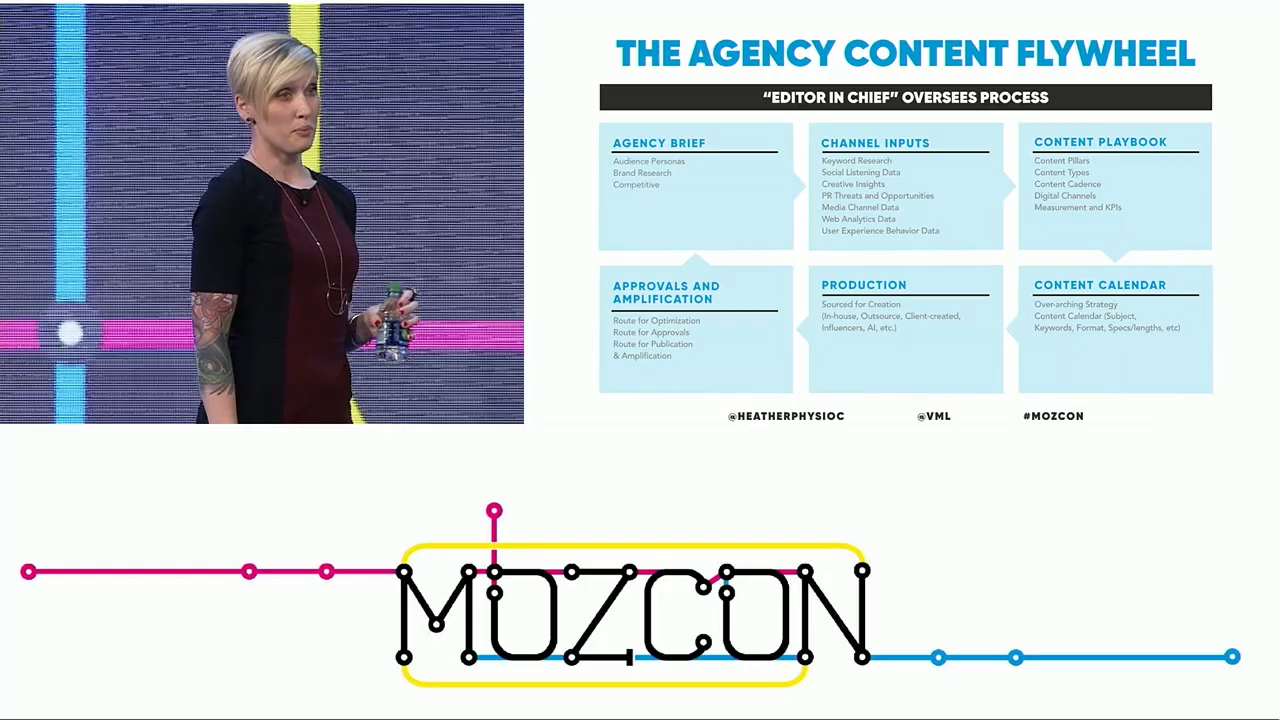 THE AGENCY CONTENT FLYWHEEL
“EDITOR IN CHIEF” OVERSEES PROCESS
AGENCY BRIEF
Audience Personas
Brand Research
Competitive
CHANNEL INPUTS
Keyword Research
Social Listening Data
Creative Insights
PR Threats and Opportunities
Media Channel Data
Web Analytics Data
User Experience Behavior Data
CONTENT PLAYBOOK
Content PIllars
Content Types
Content Cadence
Digital Channels
Measurement and KPIs
APPROVALS AND
AMPLIFICATION
Route for Optimization
Route for Approvals
Route for Publication
& Amplification
PRODUCTION
Sourced for Creation
(In-house, Outsource, Client-created,
Influencers, AI, etc.)
CONTENT CALENDAR
Over-arching Strategy
Content Calendar (Subject,
Keywords, Format, Specs/lengths, etc)
@HEATHERPHYSIOC
@VML
#MOZCON
MOZCON